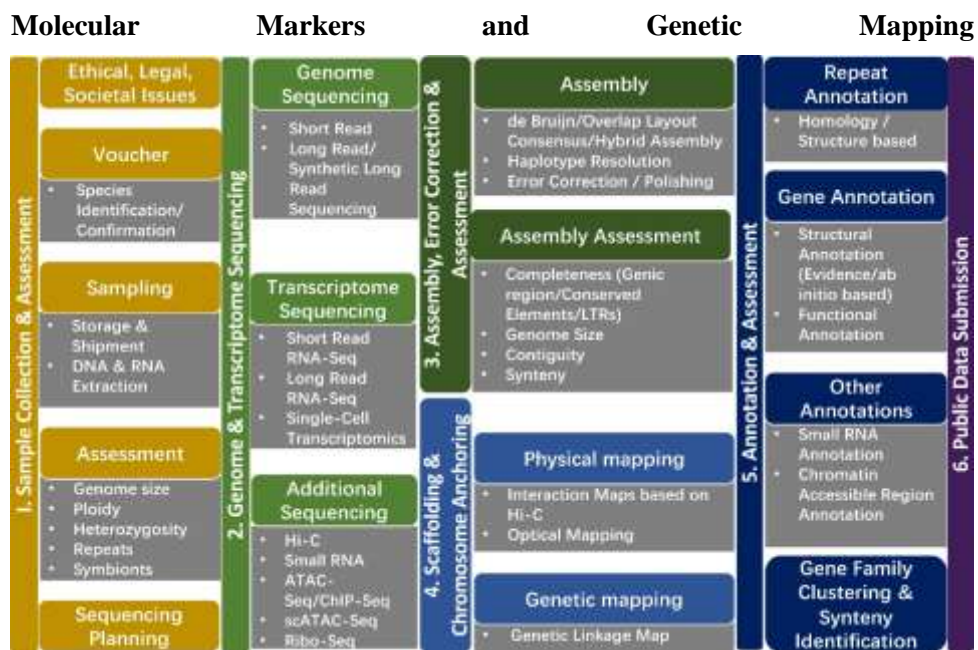 Molecular Markers and Genetic Mapping
1. Sample Collection & Assessment
Ethical, Legal,
Societal Issues
Voucher
• Species
Identification/
Confirmation
Sampling
• Storage &
Shipment
• DNA & RNA
Extraction
Assessment
• Genome size
• Ploidy
• Heterozygosity
• Repeats
• Symbionts
Sequencing
Planning
2. Genome & Transcriptome Sequencing
Genome
Sequencing
• Short Read
• Long Read/
Synthetic Long
Read
Sequencing
Transcriptome
Sequencing
• Short Read
RNA-Seq
• Long Read
RNA-Seq
• Single-Cell
Transcriptomics
Additional
Sequencing
• Hi-C
• Small RNA
• ATAC-
Seq/ChIP-Seq
• scATAC-Seq
• Ribo-Seq
3. Assembly, Error Correction &
Assessment
Assembly
• de Bruijn/Overlap Layout
Consensus/Hybrid Assembly
• Haplotype Resolution
• Error Correction / Polishing
Assembly Assessment
• Completeness (Genic
region/Conserved
Elements/LTRs)
• Genome Size
• Contiguity
• Synteny
4. Scaffolding &
Chromosome Anchoring
Physical mapping
• Interaction Maps based on
Hi-C
• Optical Mapping
Genetic mapping
• Genetic Linkage Map
5. Annotation & Assessment
Repeat
Annotation
• Homology /
Structure based
Gene Annotation
• Structural
Annotation
(Evidence/ab
initio based)
• Functional
Annotation
Other
Annotations
• Small RNA
Annotation
• Chromatin
Accessible Region
Annotation
Gene Family
Clustering &
Synteny
Identification
6. Public Data Submission